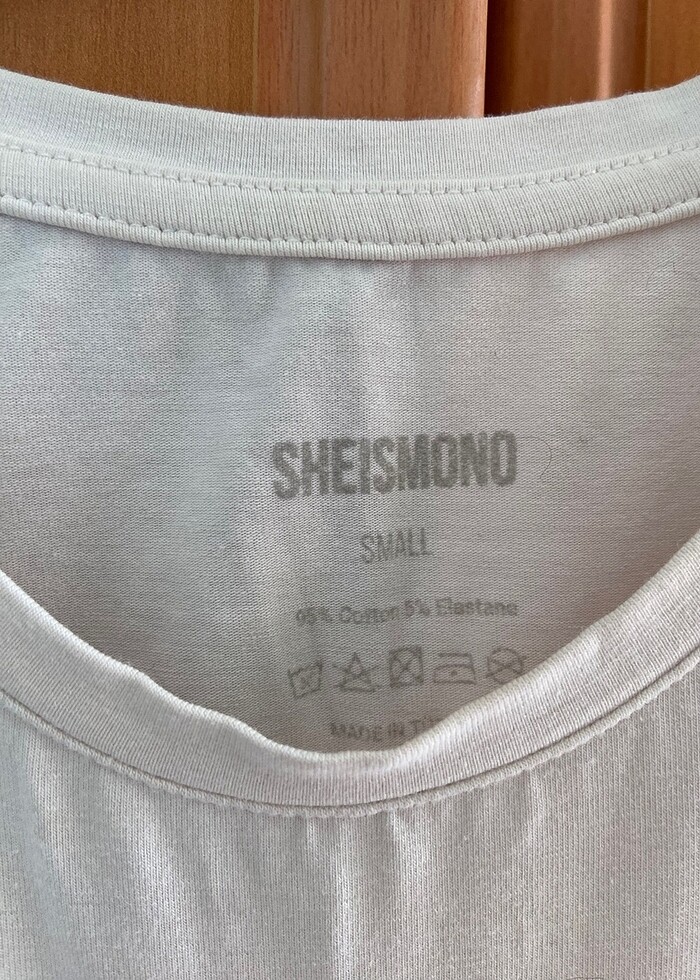 SHEISMONO
SMALL
95% Cotton 5% Elastane
MADE IN